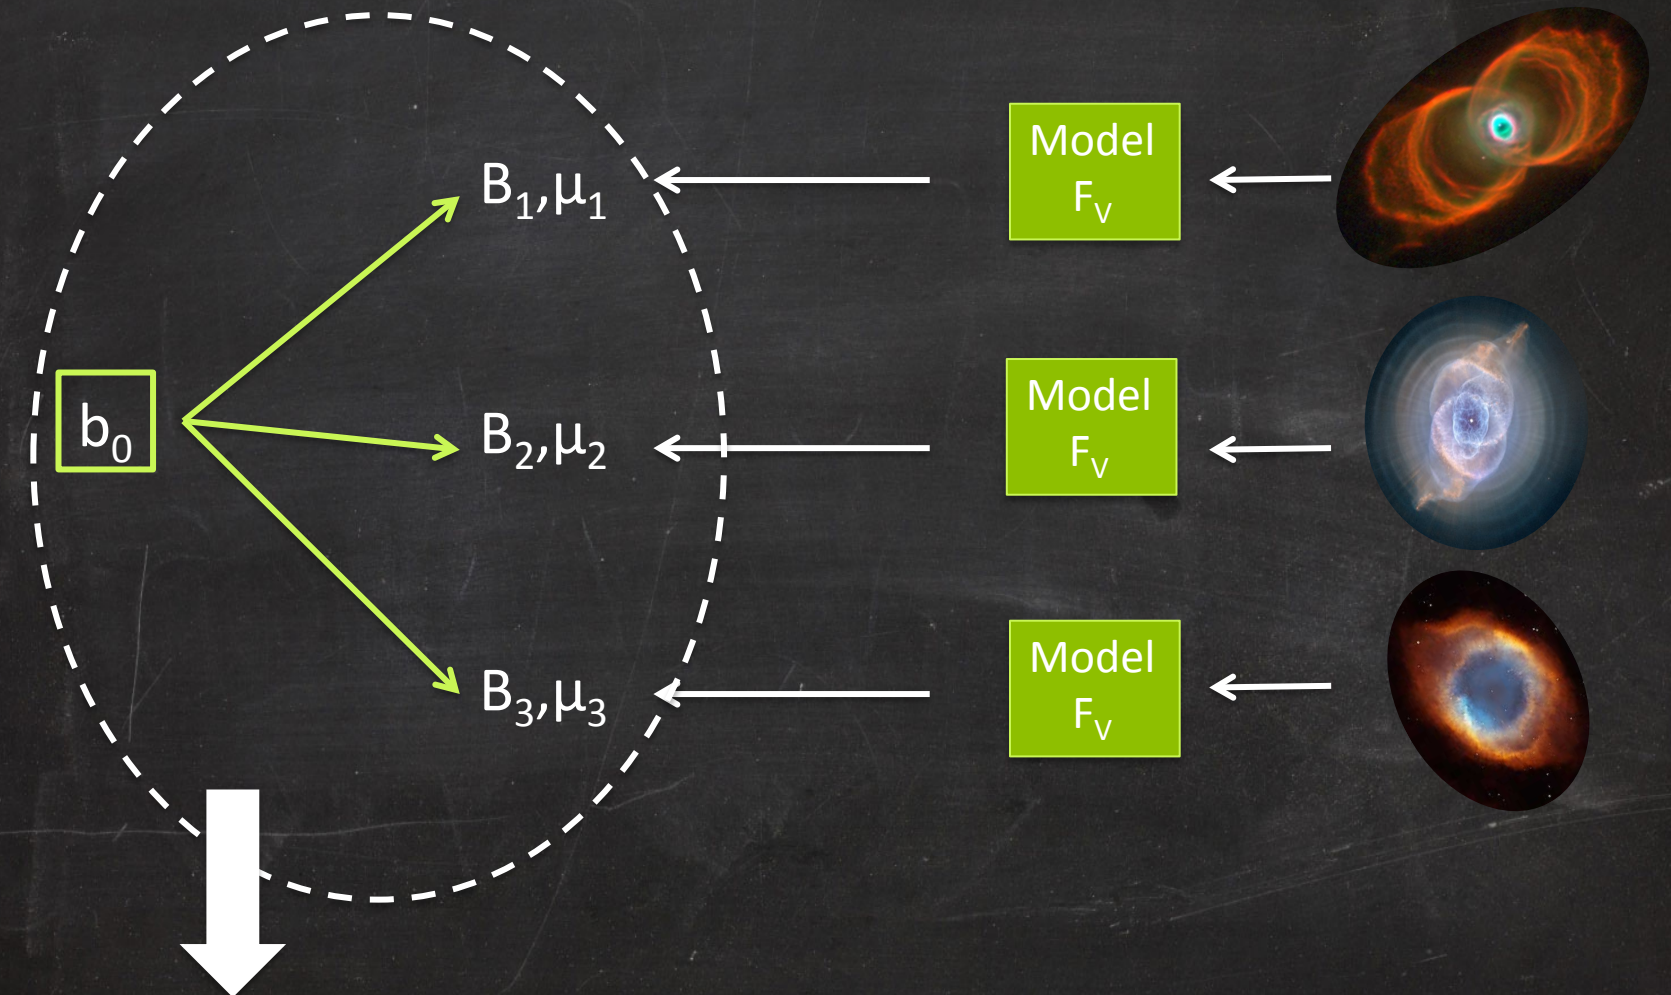 B₁,μ₁
Model
Fᵥ
b₀
B₂,μ₂
Model
Fᵥ
B₃,μ₃
Model
Fᵥ